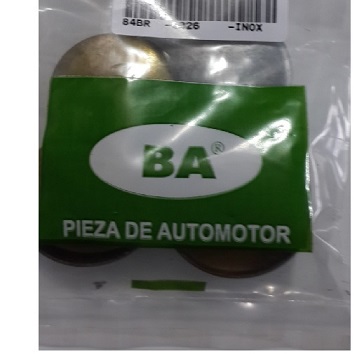 84BR -INOX
BA®
PIEZA DE AUTOMOTOR